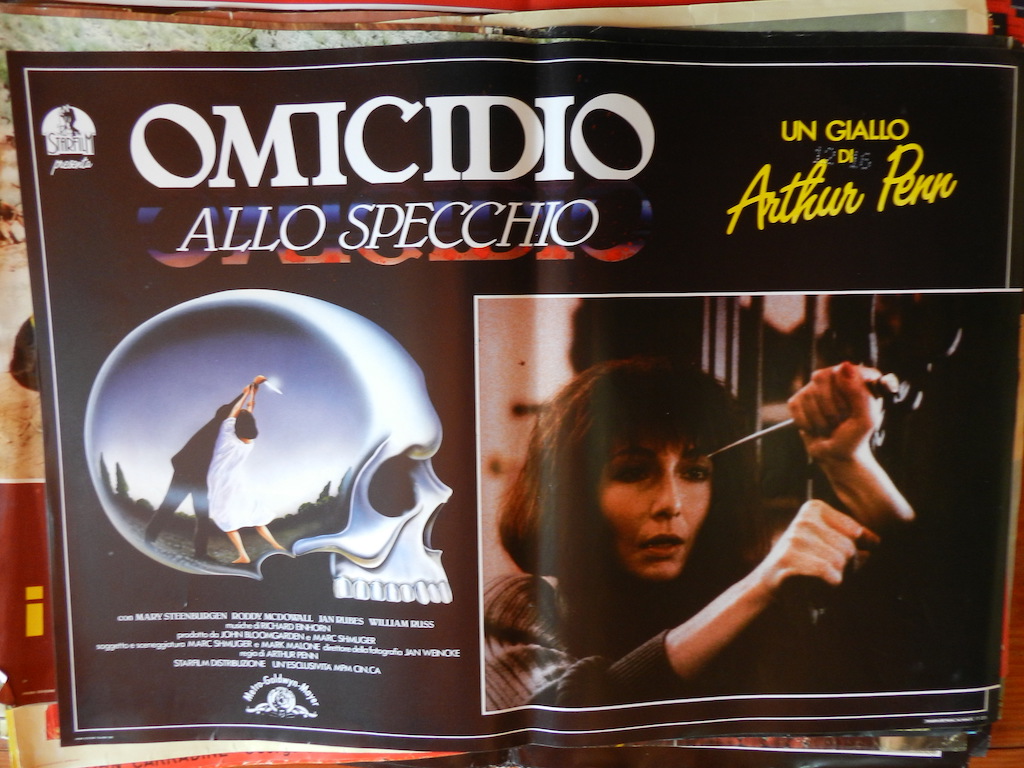 STARFILM
presenta
OMICIDIO
ALLO SPECCHIO
UN GIALLO
DI
Arthur Penn
con MARY STEENBURGEN RODDY McDOWALL JAN RUBES WILLIAM RUSS
musiche di RICHARD EINHORN
prodotto da JOHN BLOOMGARDEN e MARC SHMUGER
soggetto e sceneggiatura MARC SHMUGER e MARK MALONE direttore della fotografia JAN WEINCKE
regia di ARTHUR PENN
STARFILM DISTRIBUZIONE UN'ESCLUSIVITÀ MPM CIN.CA
Metro-Goldwyn-Mayer
i